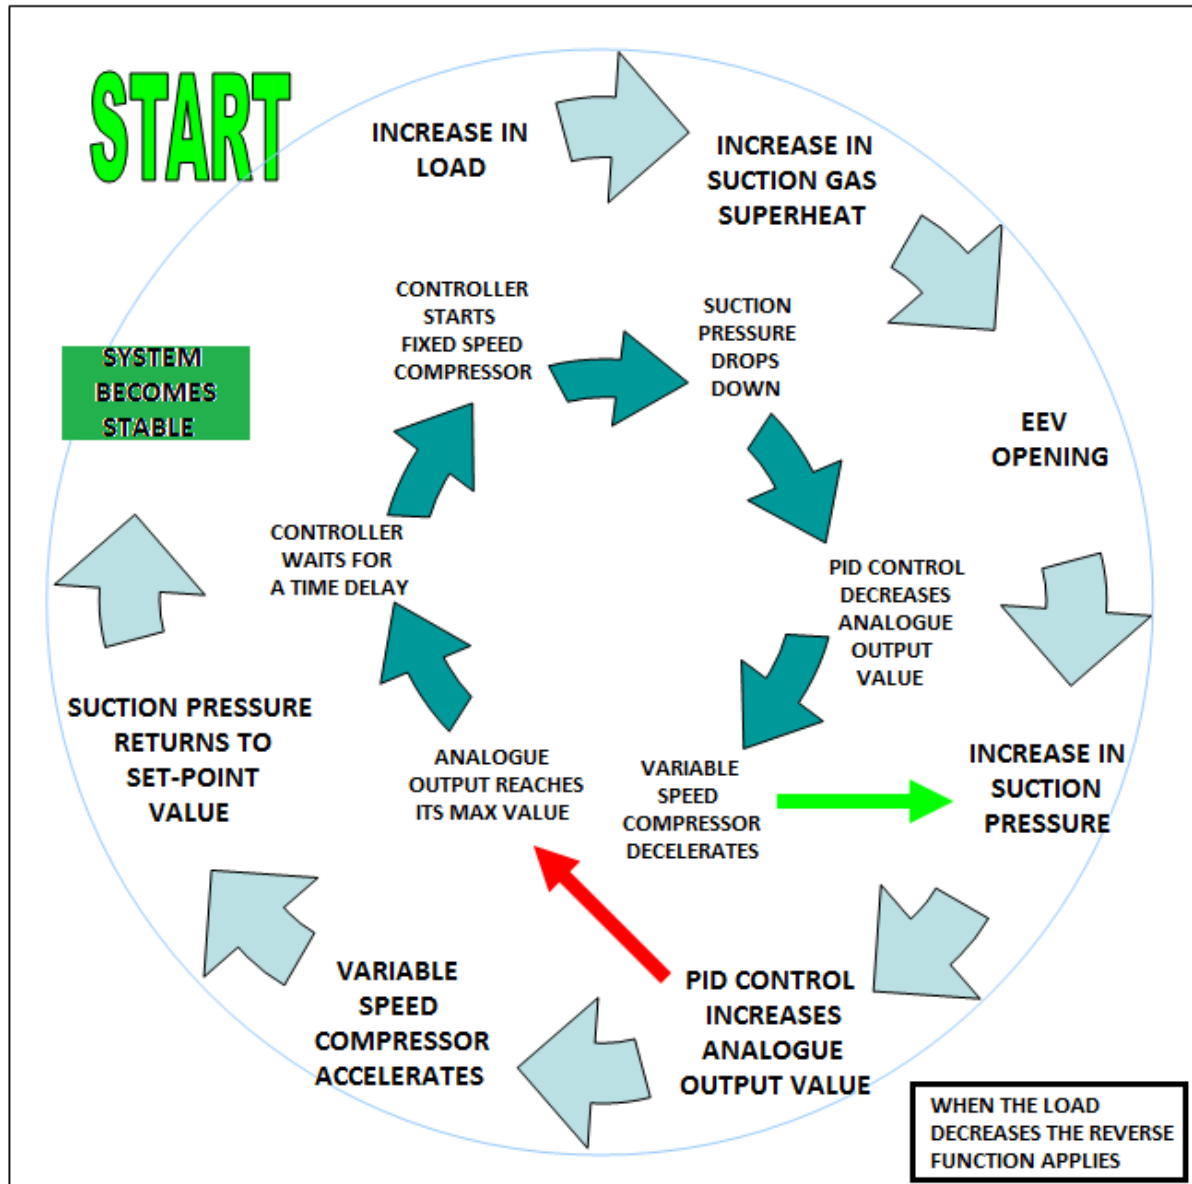 START
INCREASE IN
LOAD
INCREASE IN
SUCTION GAS
SUPERHEAT
EEV
OPENING
INCREASE IN
SUCTION
PRESSURE
PID CONTROL
INCREASES
ANALOGUE
OUTPUT VALUE
VARIABLE
SPEED
COMPRESSOR
ACCELERATES
SUCTION PRESSURE
RETURNS TO
SET-POINT
VALUE
SYSTEM
BECOMES
STABLE
ANALOGUE
OUTPUT REACHES
ITS MAX VALUE
CONTROLLER
WAITS FOR
A TIME DELAY
CONTROLLER
STARTS
FIXED SPEED
COMPRESSOR
SUCTION
PRESSURE
DROPS
DOWN
PID CONTROL
DECREASES
ANALOGUE
OUTPUT
VALUE
VARIABLE
SPEED
COMPRESSOR
DECELERATES
WHEN THE LOAD
DECREASES THE REVERSE
FUNCTION APPLIES